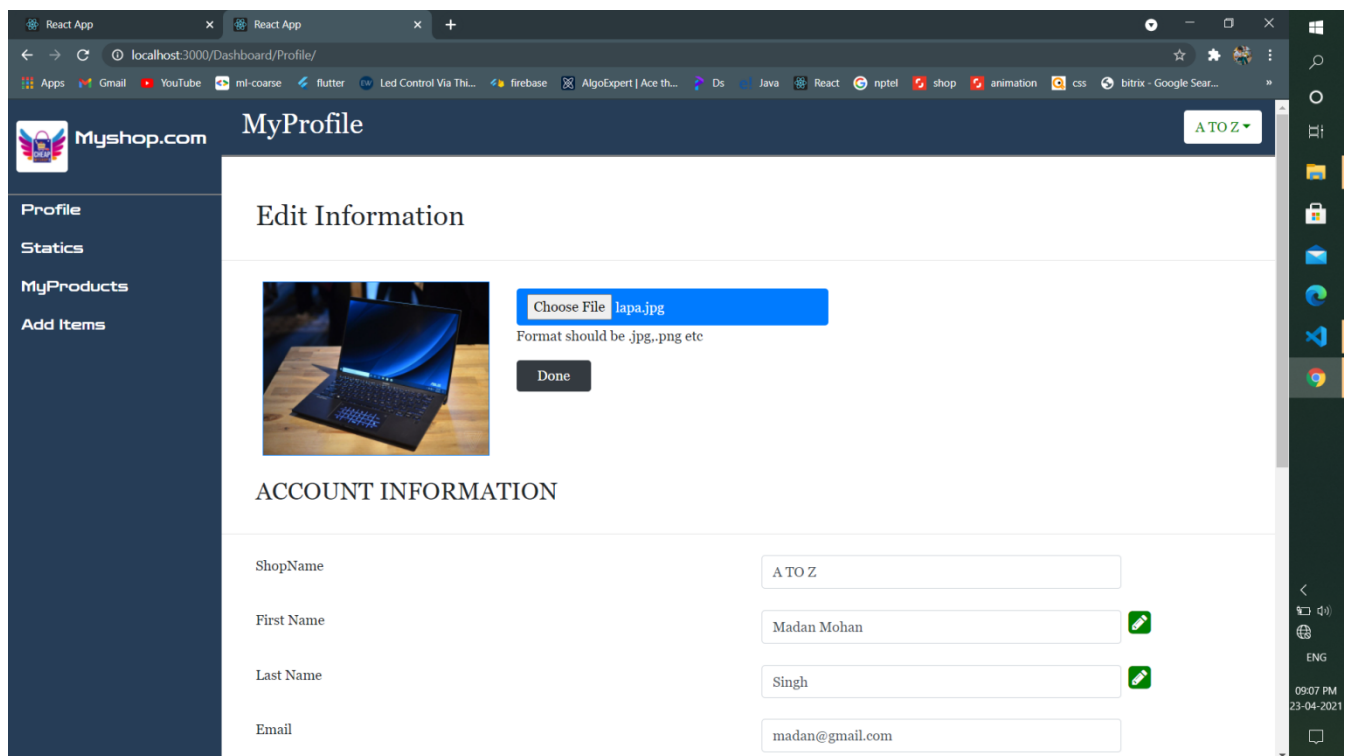 React App
React App
localhost:3000/Dashboard/Profile/
Apps
Gmail
YouTube
ml-coarse
flutter
Led Control Via Thi...
firebase
AlgoExpert | Ace th...
Ds
Java
React
nptel
shop
animation
css
bitrix - Google Sear...
»
CHEAP
Myshop.com
MyProfile
A TO Z
Profile
Statics
MyProducts
Add Items
Edit Information
Choose File lapa.jpg
Format should be .jpg,.png etc
Done
ACCOUNT INFORMATION
ShopName
A TO Z
First Name
Madan Mohan
Last Name
Singh
Email
madan@gmail.com
ENG
09:07 PM
23-04-2021